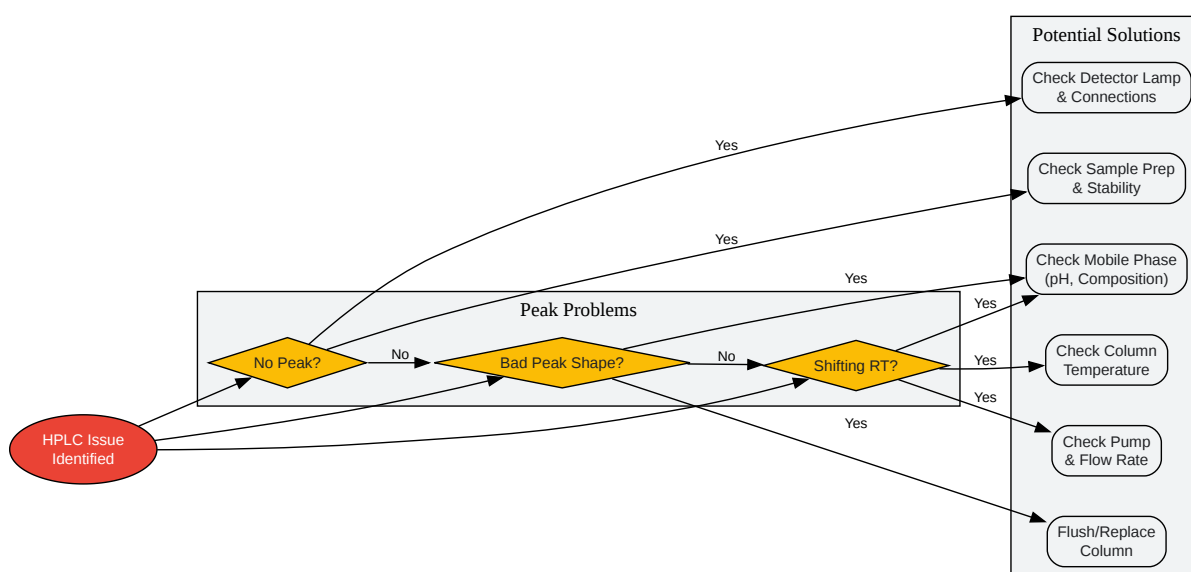 Potential Solutions
Check Detector Lamp
& Connections
Yes
Check Sample Prep
& Stability
Yes
Check Mobile Phase
(pH, Composition)
Yes
Yes
Peak Problems
No Peak?
No
Bad Peak Shape?
No
Shifting RT?
Yes
Check Column
Temperature
Yes
Yes
HPLC Issue
Identified
Check Pump
& Flow Rate
Flush/Replace
Column